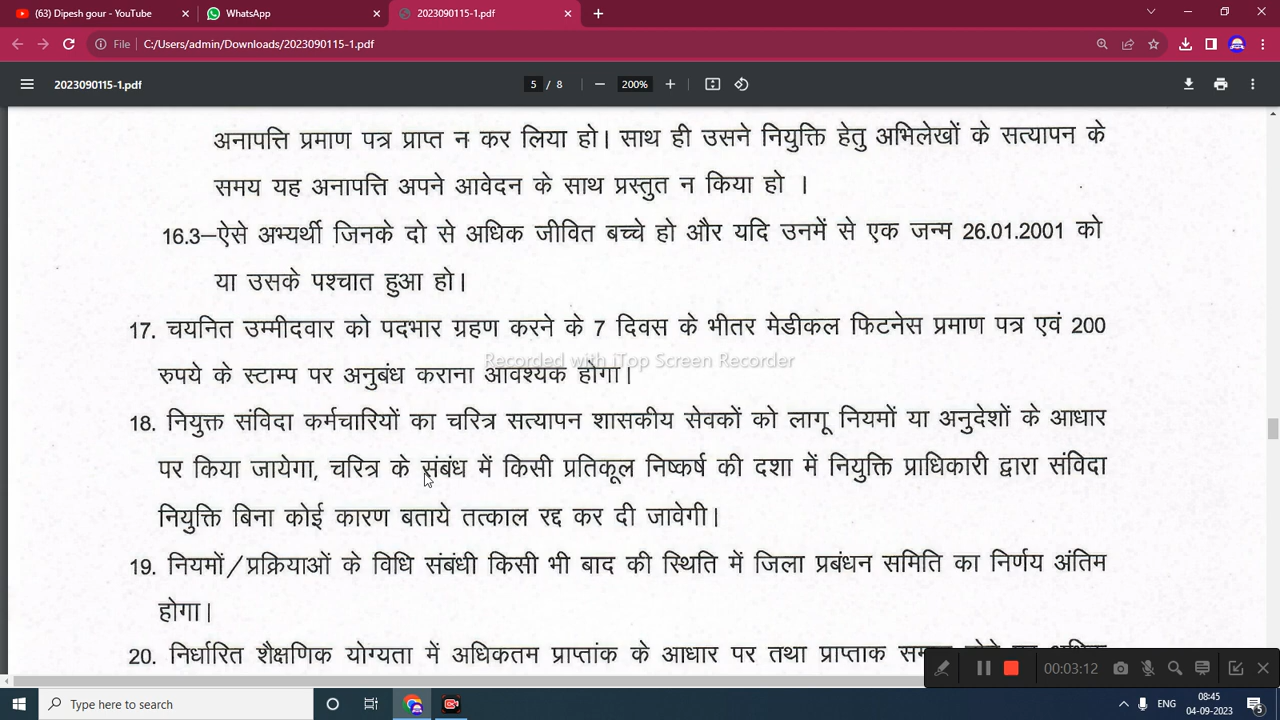 (63) Dipesh gour - YouTube
WhatsApp
2023090115-1.pdf
File C:/Users/admin/Downloads/2023090115-1.pdf
2023090115-1.pdf
5 / 8
200%
अनापत्ति प्रमाण पत्र प्राप्त न कर लिया हो। साथ ही उसने नियुक्ति हेतु अभिलेखों के सत्यापन के
समय यह अनापत्ति अपने आवेदन के साथ प्रस्तुत न किया हो ।
16.3–ऐसे अभ्यर्थी जिनके दो से अधिक जीवित बच्चे हो और यदि उनमें से एक जन्म 26.01.2001 को
या उसके पश्चात हुआ हो।
17. चयनित उम्मीदवार को पदभार ग्रहण करने के 7 दिवस के भीतर मेडीकल फिटनेस प्रमाण पत्र एवं 200
Recorded with iTop Screen Recorder
रुपये के स्टाम्प पर अनुबंध कराना आवश्यक होगा।
18. नियुक्त संविदा कर्मचारियों का चरित्र सत्यापन शासकीय सेवकों को लागू नियमों या अनुदेशों के आधार
पर किया जायेगा, चरित्र के संबंध में किसी प्रतिकूल निष्कर्ष की दशा में नियुक्ति प्राधिकारी द्वारा संविदा
नियुक्ति बिना कोई कारण बताये तत्काल रद्द कर दी जावेगी।
19. नियमों/प्रक्रियाओं के विधि संबंधी किसी भी बाद की स्थिति में जिला प्रबंधन समिति का निर्णय अंतिम
होगा।
20. निर्धारित शैक्षणिक योग्यता में अधिकतम प्राप्तांक के आधार पर तथा प्राप्ताक
00:03:12
Type here to search
ENG
08:45
04-09-2023
5